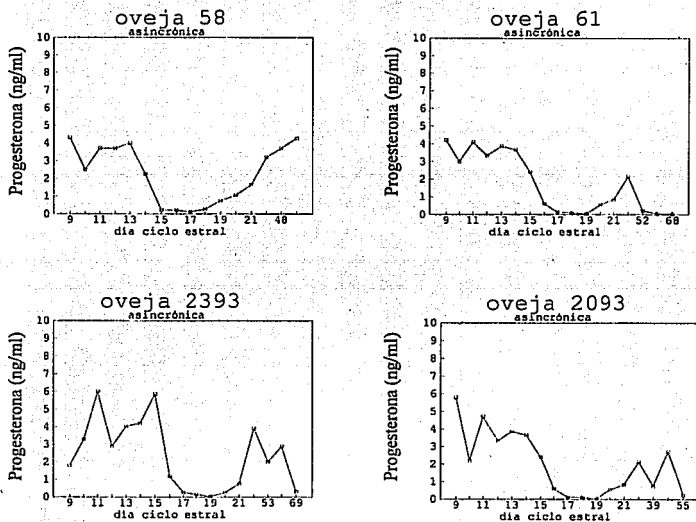 oveja 58
asincrónica
Progesterona (ng/ml)
10
9
8
7
6
5
4
3
2
1
0
9 11 13 15 17 19 21 40
dia ciclo estral
oveja 61
asincrónica
Progesterona (ng/ml)
10
9
8
7
6
5
4
3
2
1
0
9 11 13 15 17 19 21 52 68
dia ciclo estral
oveja 2393
asincrónica
Progesterona (ng/ml)
10
9
8
7
6
5
4
3
2
1
0
9 11 13 15 17 19 21 53 69
dia ciclo estral
oveja 2093
asincrónica
Progesterona (ng/ml)
10
9
8
7
6
5
4
3
2
1
0
9 11 13 15 17 19 21 39 55
dia ciclo estral